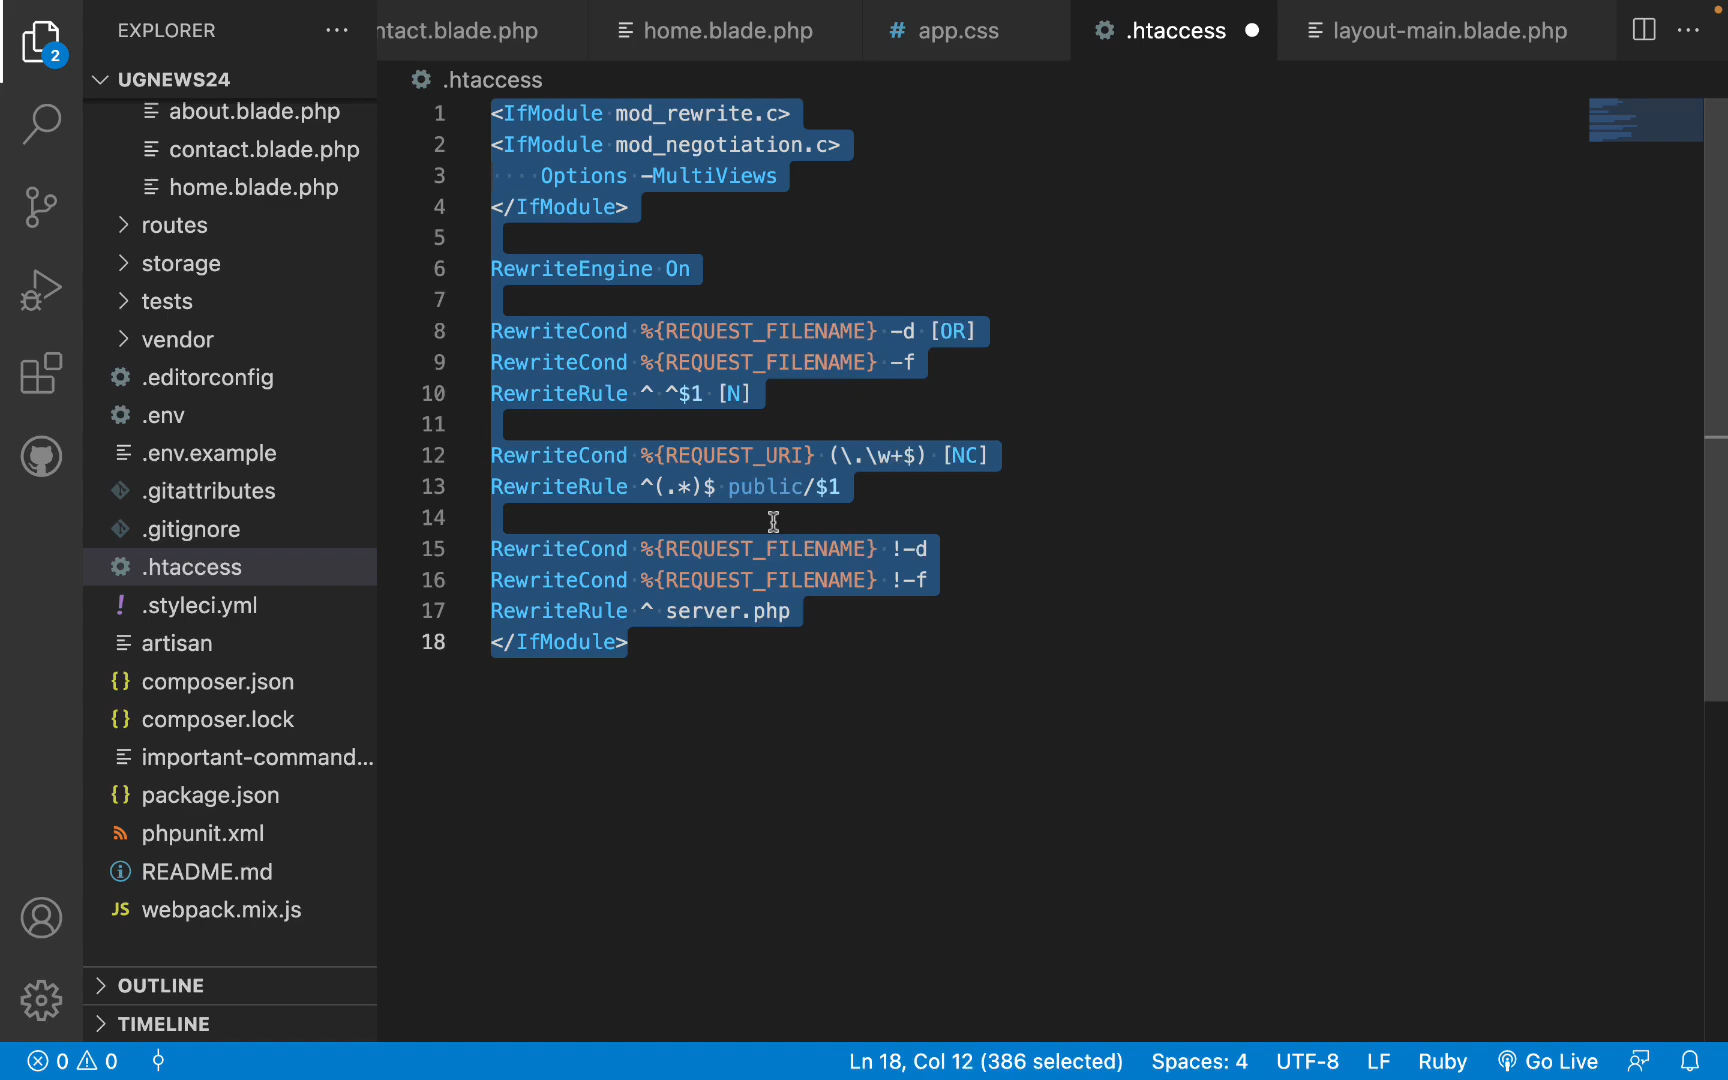 EXPLORER
UGNEWS24
about.blade.php
contact.blade.php
home.blade.php
routes
storage
tests
vendor
.editorconfig
.env
.env.example
.gitattributes
.gitignore
.htaccess
.styleci.yml
artisan
composer.json
composer.lock
important-command...
package.json
phpunit.xml
README.md
webpack.mix.js
OUTLINE
TIMELINE
2
ntact.blade.php
home.blade.php
# app.css
.htaccess
layout-main.blade.php
.htaccess
1 <IfModule mod_rewrite.c>
2 <IfModule mod_negotiation.c>
3     Options -MultiViews
4 </IfModule>
5
6 RewriteEngine On
7
8 RewriteCond %{REQUEST_FILENAME} -d [OR]
9 RewriteCond %{REQUEST_FILENAME} -f
10 RewriteRule ^ ^$1 [N]
11
12 RewriteCond %{REQUEST_URI} (\.\w+$) [NC]
13 RewriteRule ^(.*)$ public/$1
14
15 RewriteCond %{REQUEST_FILENAME} !-d
16 RewriteCond %{REQUEST_FILENAME} !-f
17 RewriteRule ^ server.php
18 </IfModule>
0 0 Ln 18, Col 12 (386 selected) Spaces: 4 UTF-8 LF Ruby Go Live